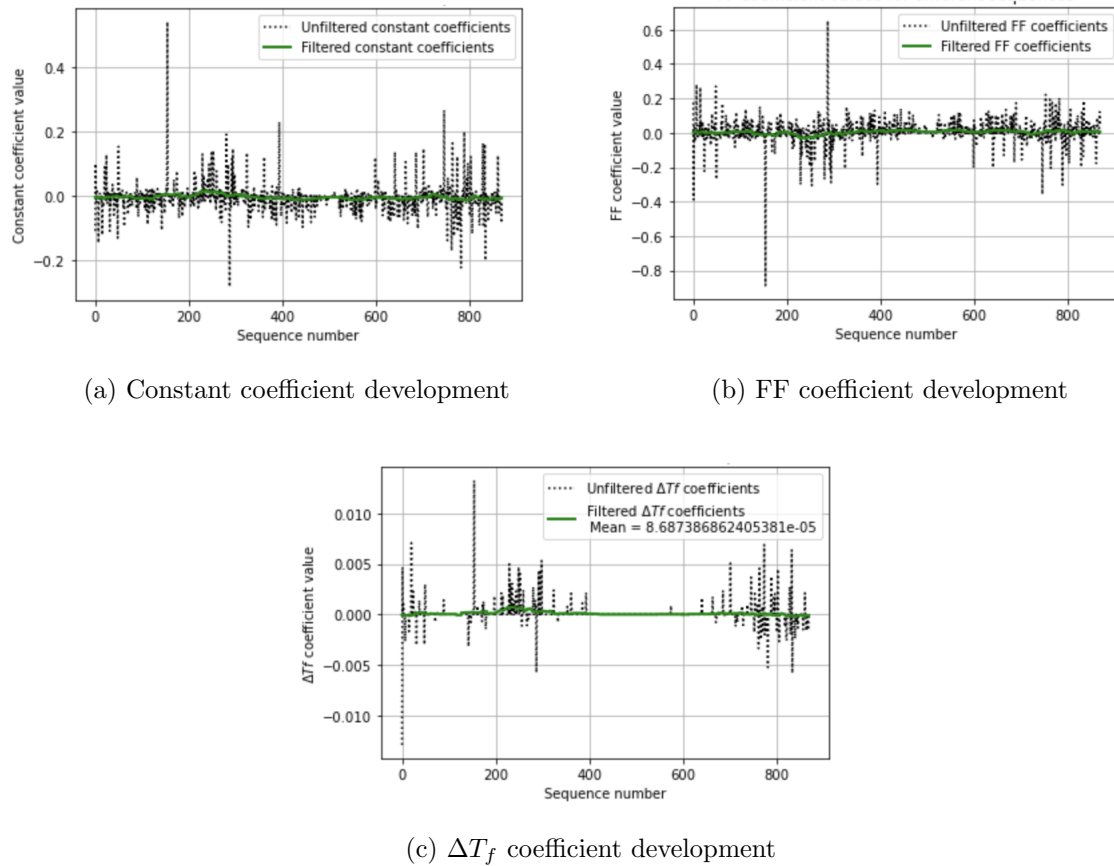 Unfiltered constant coefficients
Filtered constant coefficients
0.4
0.2
0.0
−0.2
Constant coefficient value
0 200 400 600 800
Sequence number
(a) Constant coefficient development
Unfiltered FF coefficients
Filtered FF coefficients
0.6
0.4
0.2
0.0
−0.2
−0.4
−0.6
−0.8
FF coefficient value
0 200 400 600 800
Sequence number
(b) FF coefficient development
Unfiltered ΔTf coefficients
Filtered ΔTf coefficients
Mean = 8.687386862405381e-05
0.010
0.005
0.000
−0.005
−0.010
ΔTf coefficient value
0 200 400 600 800
Sequence number
(c) ΔT_f coefficient development